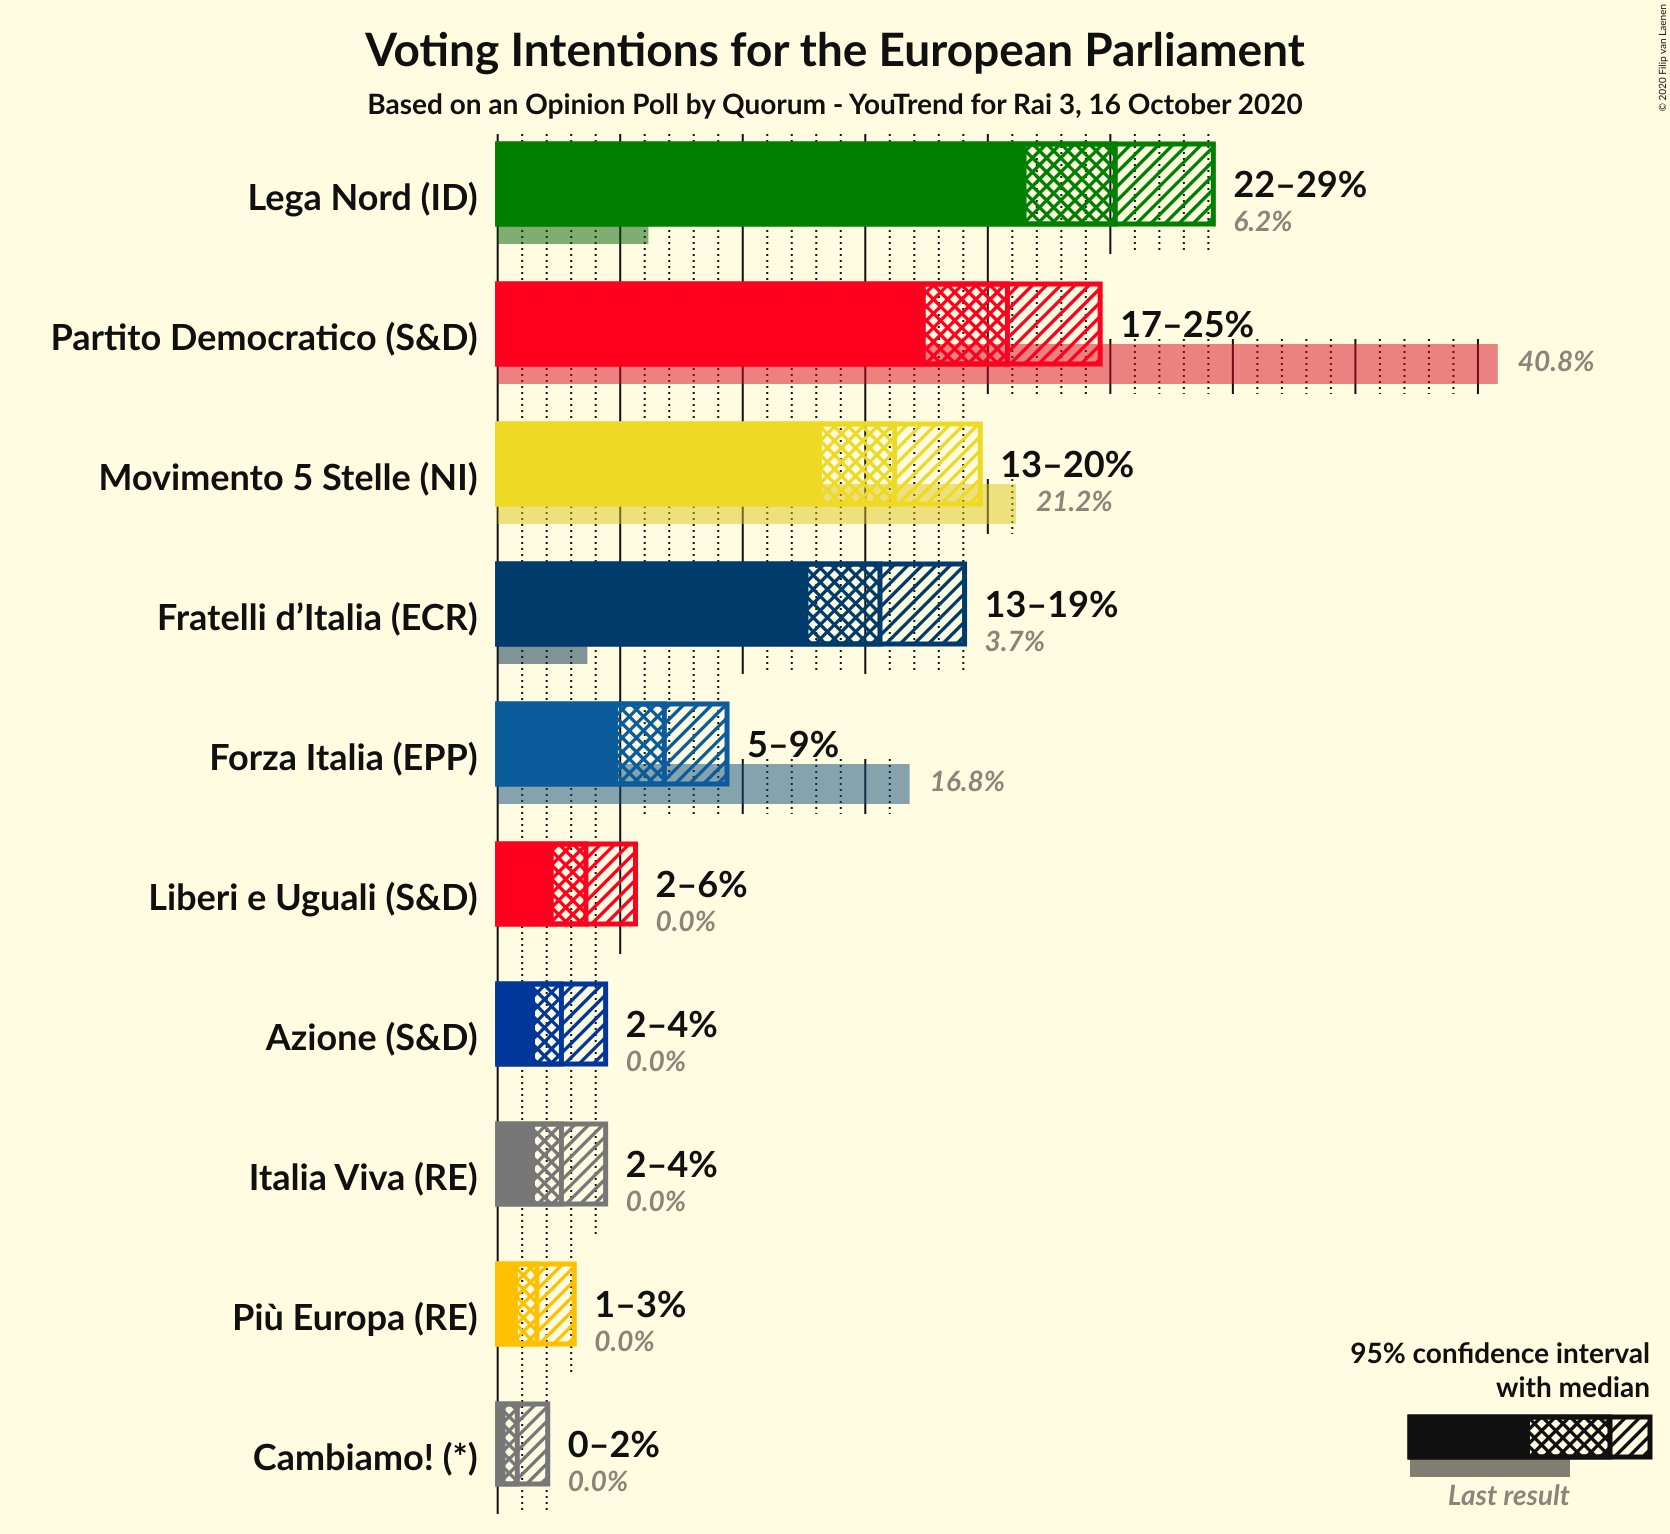 Voting Intentions for the European Parliament
Based on an Opinion Poll by Quorum - YouTrend for Rai 3, 16 October 2020
© 2020 Filip van Laenen
Lega Nord (ID)
22–29%
6.2%
Partito Democratico (S&D)
17–25%
40.8%
Movimento 5 Stelle (NI)
13–20%
21.2%
Fratelli d’Italia (ECR)
13–19%
3.7%
Forza Italia (EPP)
5–9%
16.8%
Liberi e Uguali (S&D)
2–6%
0.0%
Azione (S&D)
2–4%
0.0%
Italia Viva (RE)
2–4%
0.0%
Più Europa (RE)
1–3%
0.0%
Cambiamo! (*)
0–2%
0.0%
95% confidence interval
with median
Last result